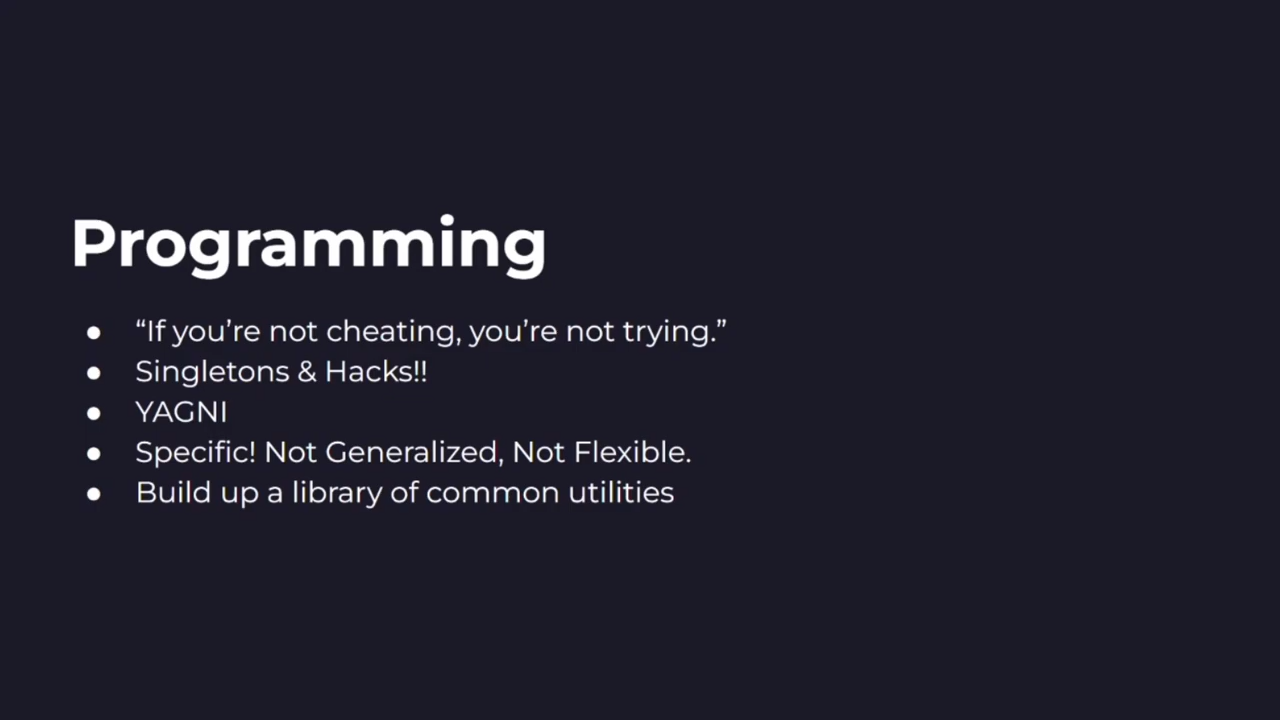 Programming
● “If you’re not cheating, you’re not trying.”
● Singletons & Hacks!!
● YAGNI
● Specific! Not Generalized, Not Flexible.
● Build up a library of common utilities